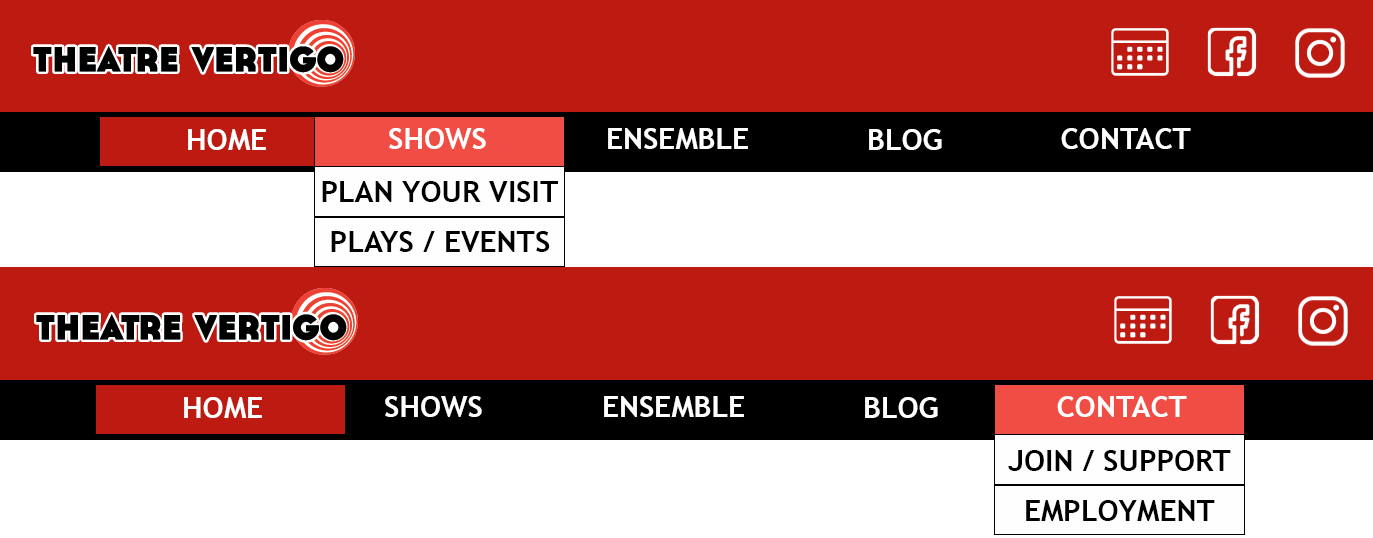 THEATRE VERTIGO
HOME SHOWS ENSEMBLE BLOG CONTACT
PLAN YOUR VISIT
PLAYS / EVENTS
THEATRE VERTIGO
HOME SHOWS ENSEMBLE BLOG CONTACT
JOIN / SUPPORT
EMPLOYMENT